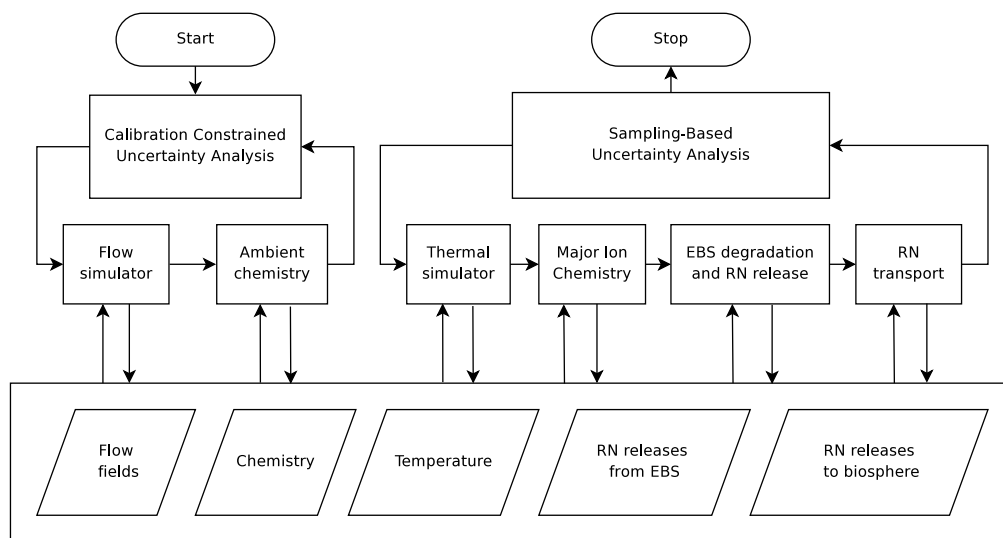 Start
Stop
Calibration Constrained
Uncertainty Analysis
Sampling-Based
Uncertainty Analysis
Flow
simulator
Ambient
chemistry
Thermal
simulator
Major Ion
Chemistry
EBS degradation
and RN release
RN
transport
Flow
fields
Chemistry
Temperature
RN releases
from EBS
RN releases
to biosphere